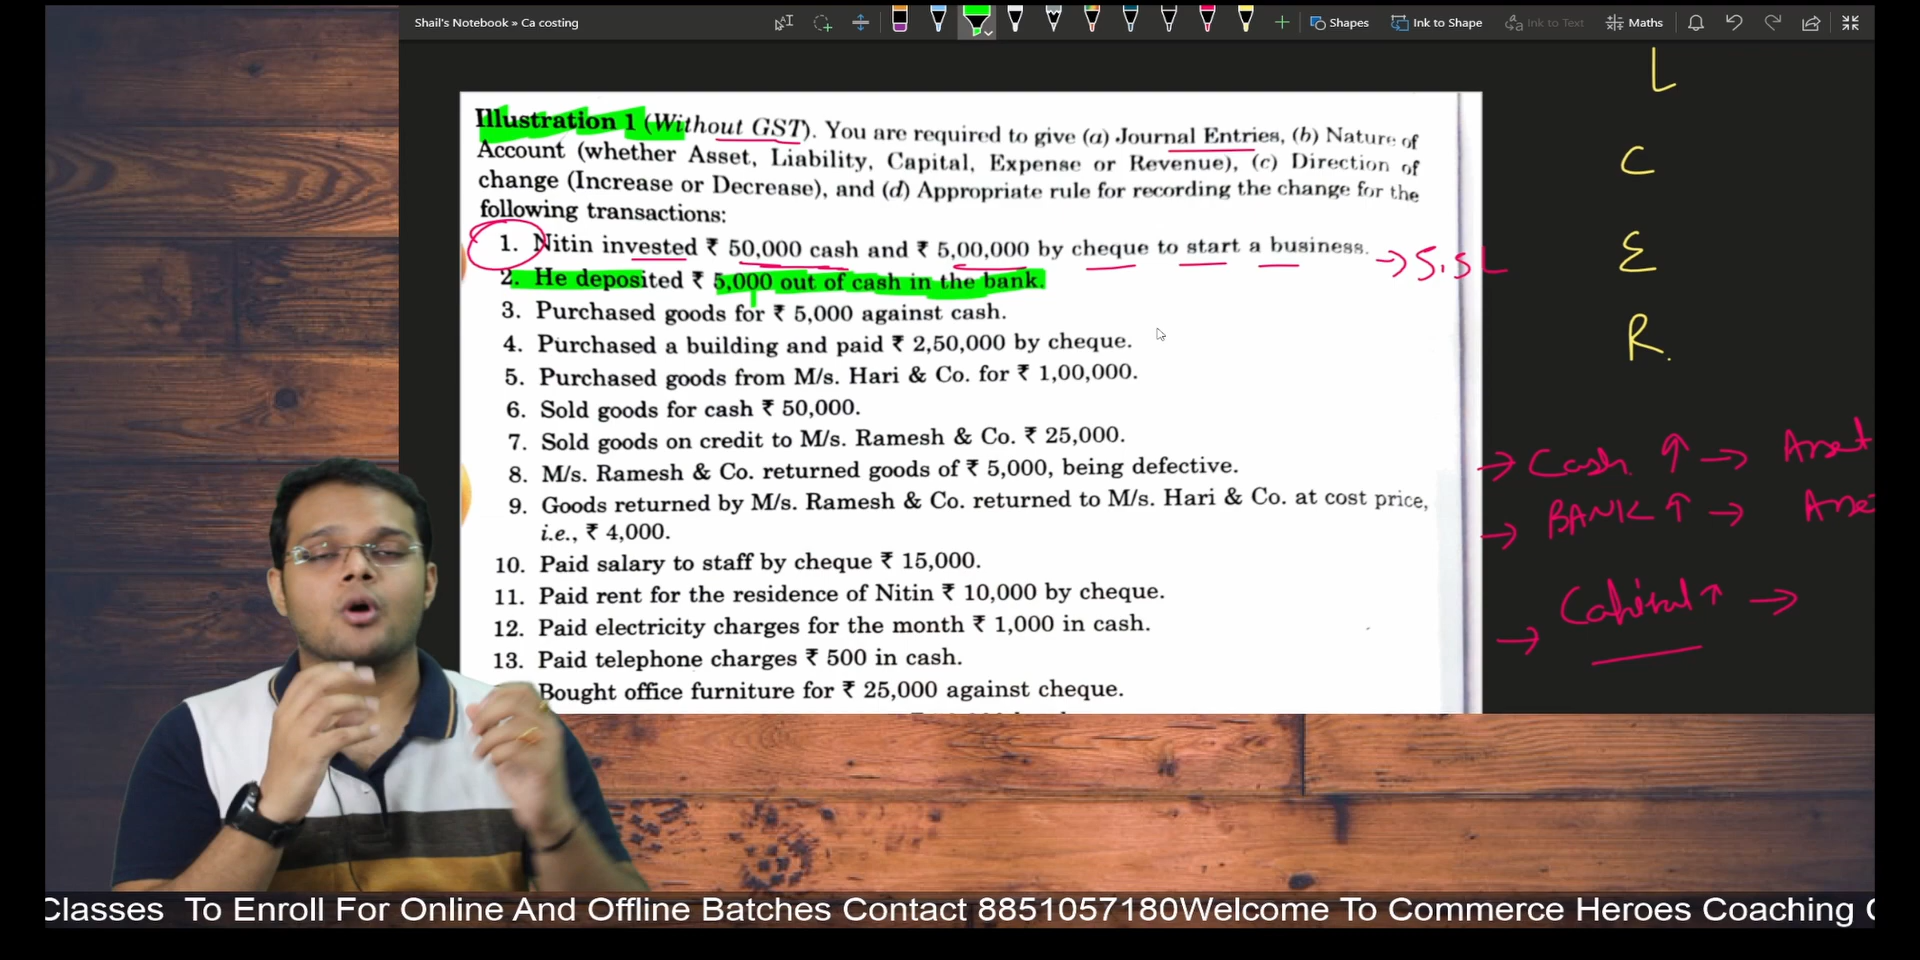 Shail's Notebook » Ca costing
Shapes
Ink to Shape
Ink to Text
Maths
L
C
E
R.
Illustration 1 (Without GST). You are required to give (a) Journal Entries, (b) Nature of
Account (whether Asset, Liability, Capital, Expense or Revenue), (c) Direction of
change (Increase or Decrease), and (d) Appropriate rule for recording the change for the
following transactions:
1. Nitin invested ₹ 50,000 cash and ₹ 5,00,000 by cheque to start a business.
→ 5.5 L
2. He deposited ₹ 5,000 out of cash in the bank.
3. Purchased goods for ₹ 5,000 against cash.
4. Purchased a building and paid ₹ 2,50,000 by cheque.
5. Purchased goods from M/s. Hari & Co. for ₹ 1,00,000.
6. Sold goods for cash ₹ 50,000.
7. Sold goods on credit to M/s. Ramesh & Co. ₹ 25,000.
8. M/s. Ramesh & Co. returned goods of ₹ 5,000, being defective.
9. Goods returned by M/s. Ramesh & Co. returned to M/s. Hari & Co. at cost price,
i.e., ₹ 4,000.
10. Paid salary to staff by cheque ₹ 15,000.
11. Paid rent for the residence of Nitin ₹ 10,000 by cheque.
12. Paid electricity charges for the month ₹ 1,000 in cash.
13. Paid telephone charges ₹ 500 in cash.
Bought office furniture for ₹ 25,000 against cheque.
→ Cash ↑ → Asset
→ BANK ↑ → Asse
→ Capital ↑ →
Classes To Enroll For Online And Offline Batches Contact 8851057180Welcome To Commerce Heroes Coaching